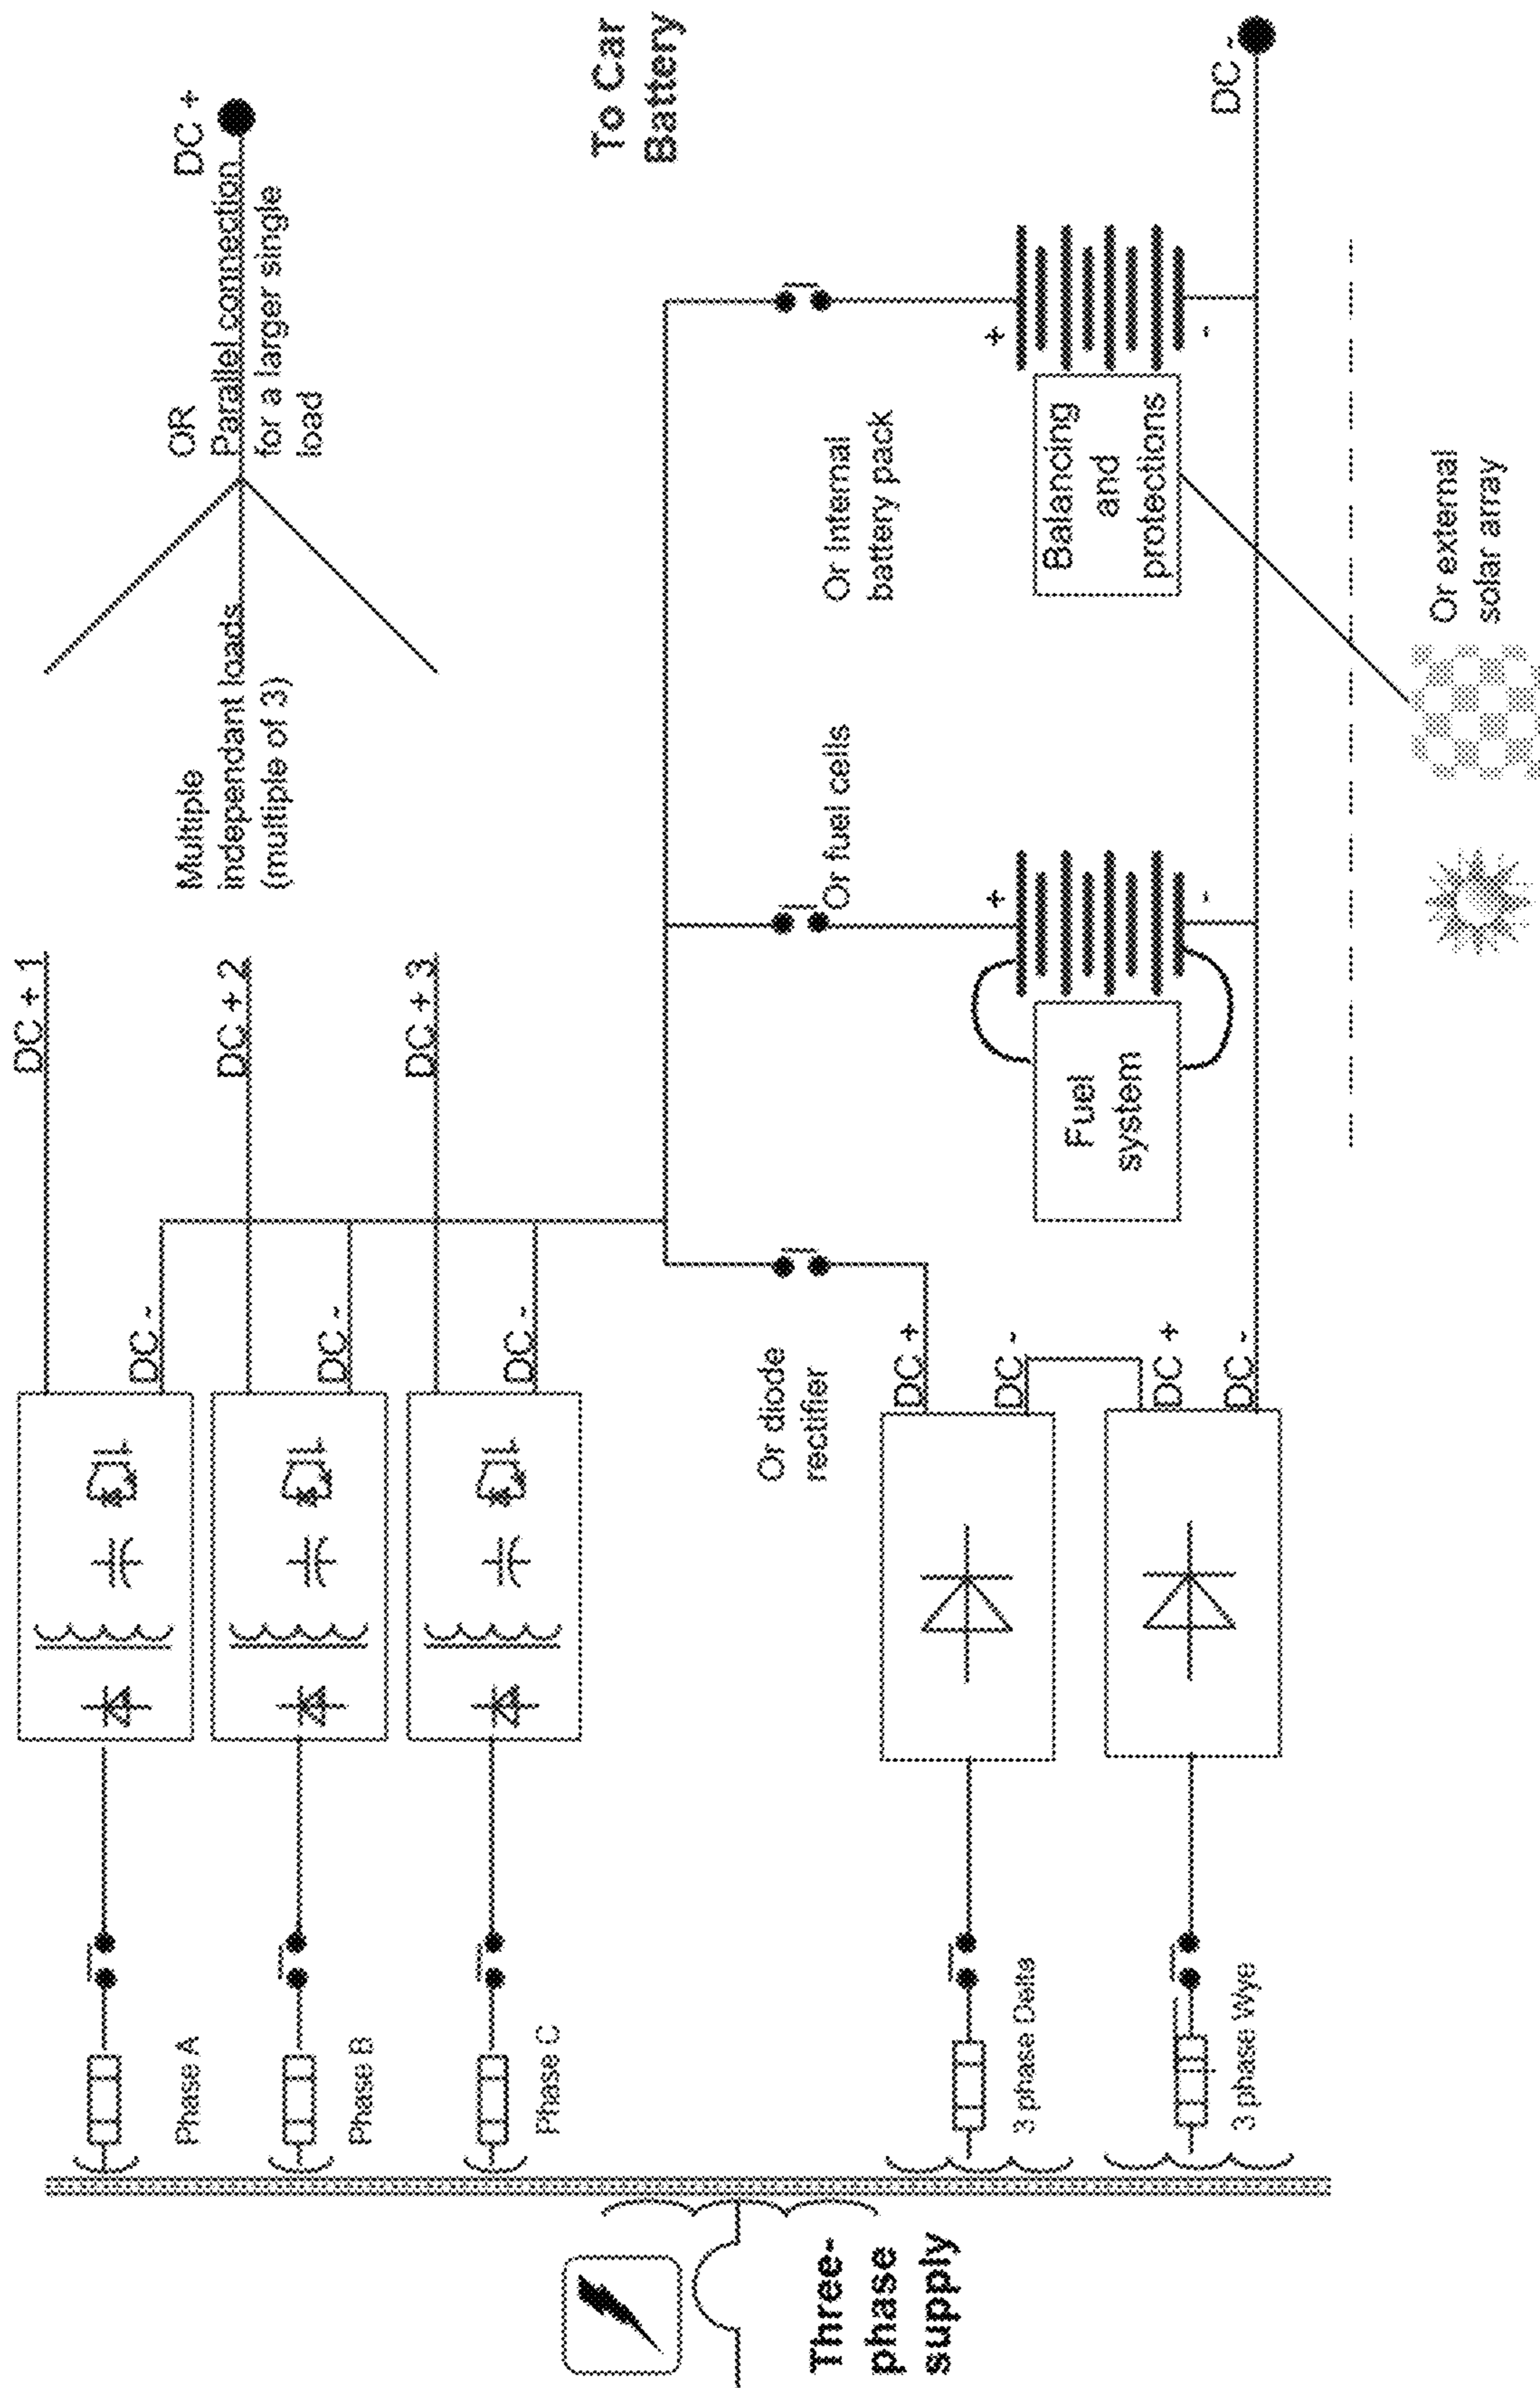 Three-
phase
supply
Phase A
Phase B
Phase C
3 phase Delta
3 phase Wye
DC + 1
DC -
DC + 2
DC -
DC + 3
DC -
Multiple
independant loads
(multiple of 3)
OR
Parallel connection
for a larger single
load
DC +
To Car
Battery
Or diode
rectifier
DC +
DC -
DC +
DC -
Or fuel cells
+
-
Fuel
system
Or internal
battery pack
+
-
Balancing
and
protections
DC -
Or external
solar array